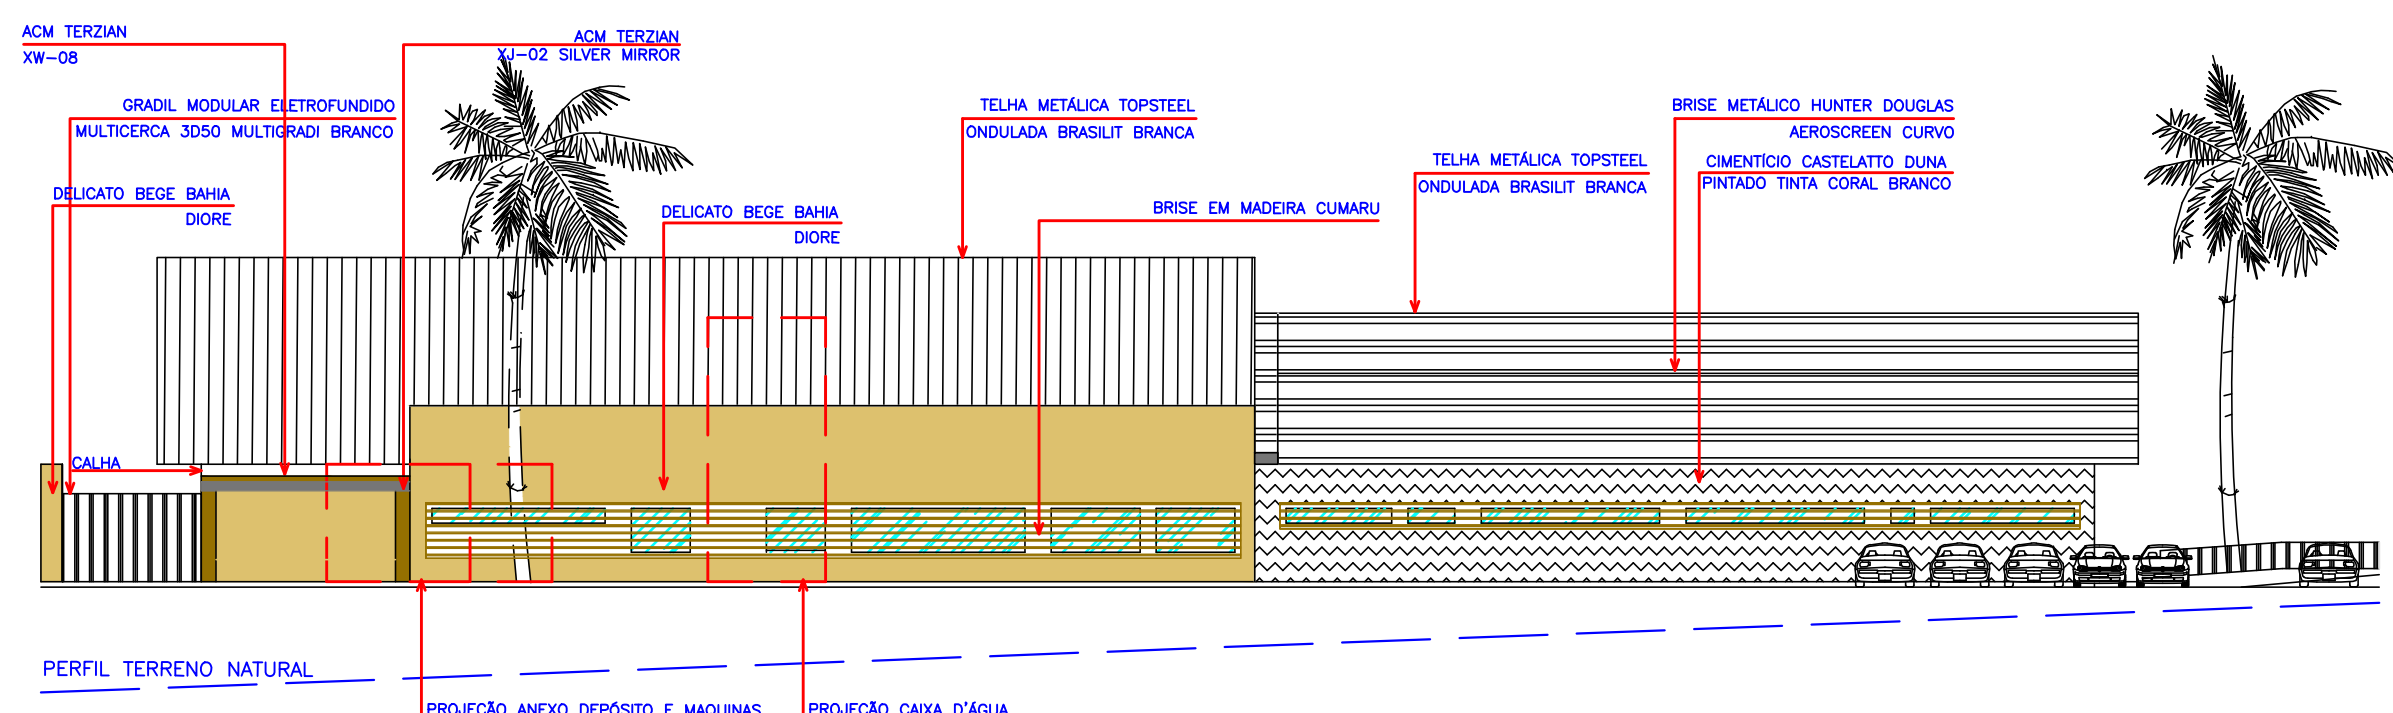 ACM TERZIAN
XW-08
ACM TERZIAN
XJ-02 SILVER MIRROR
GRADIL MODULAR ELETROFUNDIDO
MULTICERCA 3D50 MULTIGRADI BRANCO
TELHA METÁLICA TOPSTEEL
ONDULADA BRASILIT BRANCA
BRISE METÁLICO HUNTER DOUGLAS
AEROSCREEN CURVO
TELHA METÁLICA TOPSTEEL
ONDULADA BRASILIT BRANCA
CIMENTÍCIO CASTELATTO DUNA
PINTADO TINTA CORAL BRANCO
DELICATO BEGE BAHIA
DIORE
DELICATO BEGE BAHIA
DIORE
BRISE EM MADEIRA CUMARU
CALHA
PERFIL TERRENO NATURAL
PROJEÇÃO ANEXO DEPÓSITO E MAQUINAS
PROJEÇÃO CAIXA D'ÁGUA